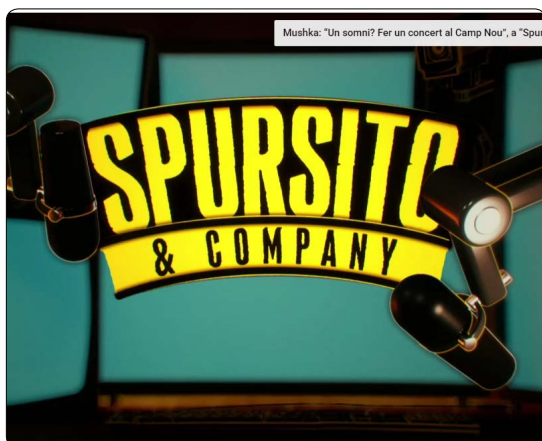 Mushka: "Un somni? Fer un concert al Camp Nou", a "Spur
SPURSITO
& COMPANY